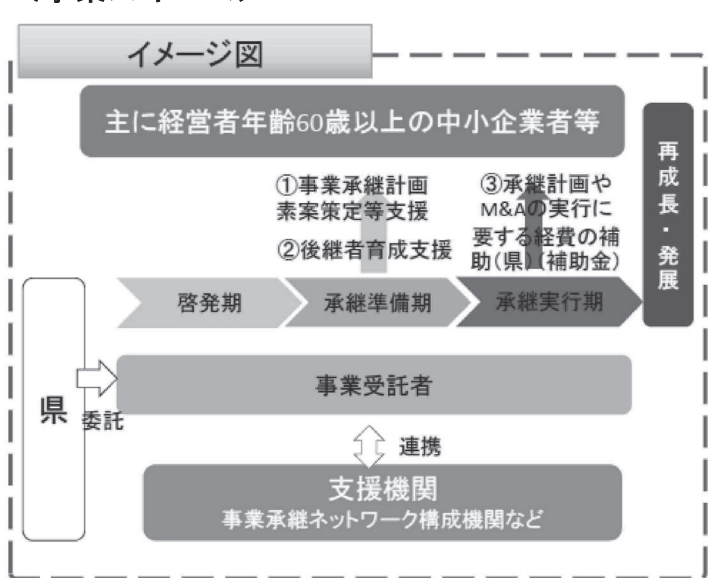 イメージ図
主に経営者年齢60歳以上の中小企業者等
①事業承継計画
素案策定等支援
②後継者育成支援
③承継計画や
M&Aの実行に
要する経費の補
助(県)(補助金)
再成長・発展
啓発期
承継準備期
承継実行期
県
委託
事業受託者
連携
支援機関
事業承継ネットワーク構成機関など